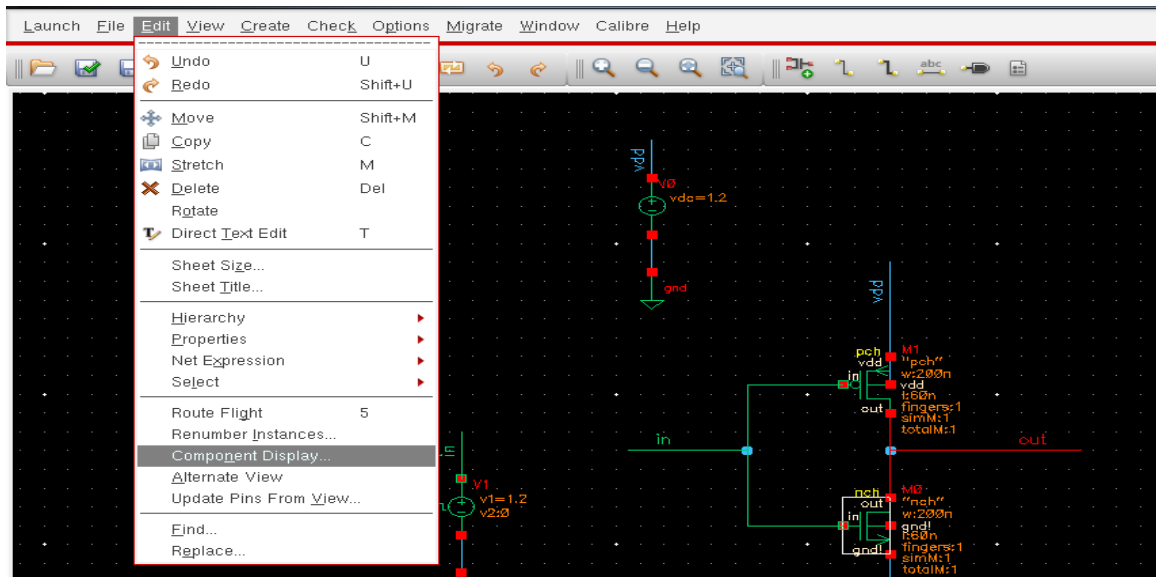 Launch File Edit View Create Check Options Migrate Window Calibre Help
Undo U
Redo Shift+U
Move Shift+M
Copy C
Stretch M
Delete Del
Rotate
Direct Text Edit T
Sheet Size...
Sheet Title...
Hierarchy
Properties
Net Expression
Select
Route Flight 5
Renumber Instances...
Component Display...
Alternate View
Update Pins From View...
Find...
Replace...
abc
vdd
V0
vdc=1.2
gnd
vdd
pch
M1
vdd
"pch"
in
w:200n
vdd
l:60n
out
fingers:1
simM:1
totalM:1
in
out
in
V1
v1=1.2
v2:0
nch
M0
out
"nch"
in
w:200n
gnd!
l:60n
gnd!
fingers:1
simM:1
totalM:1